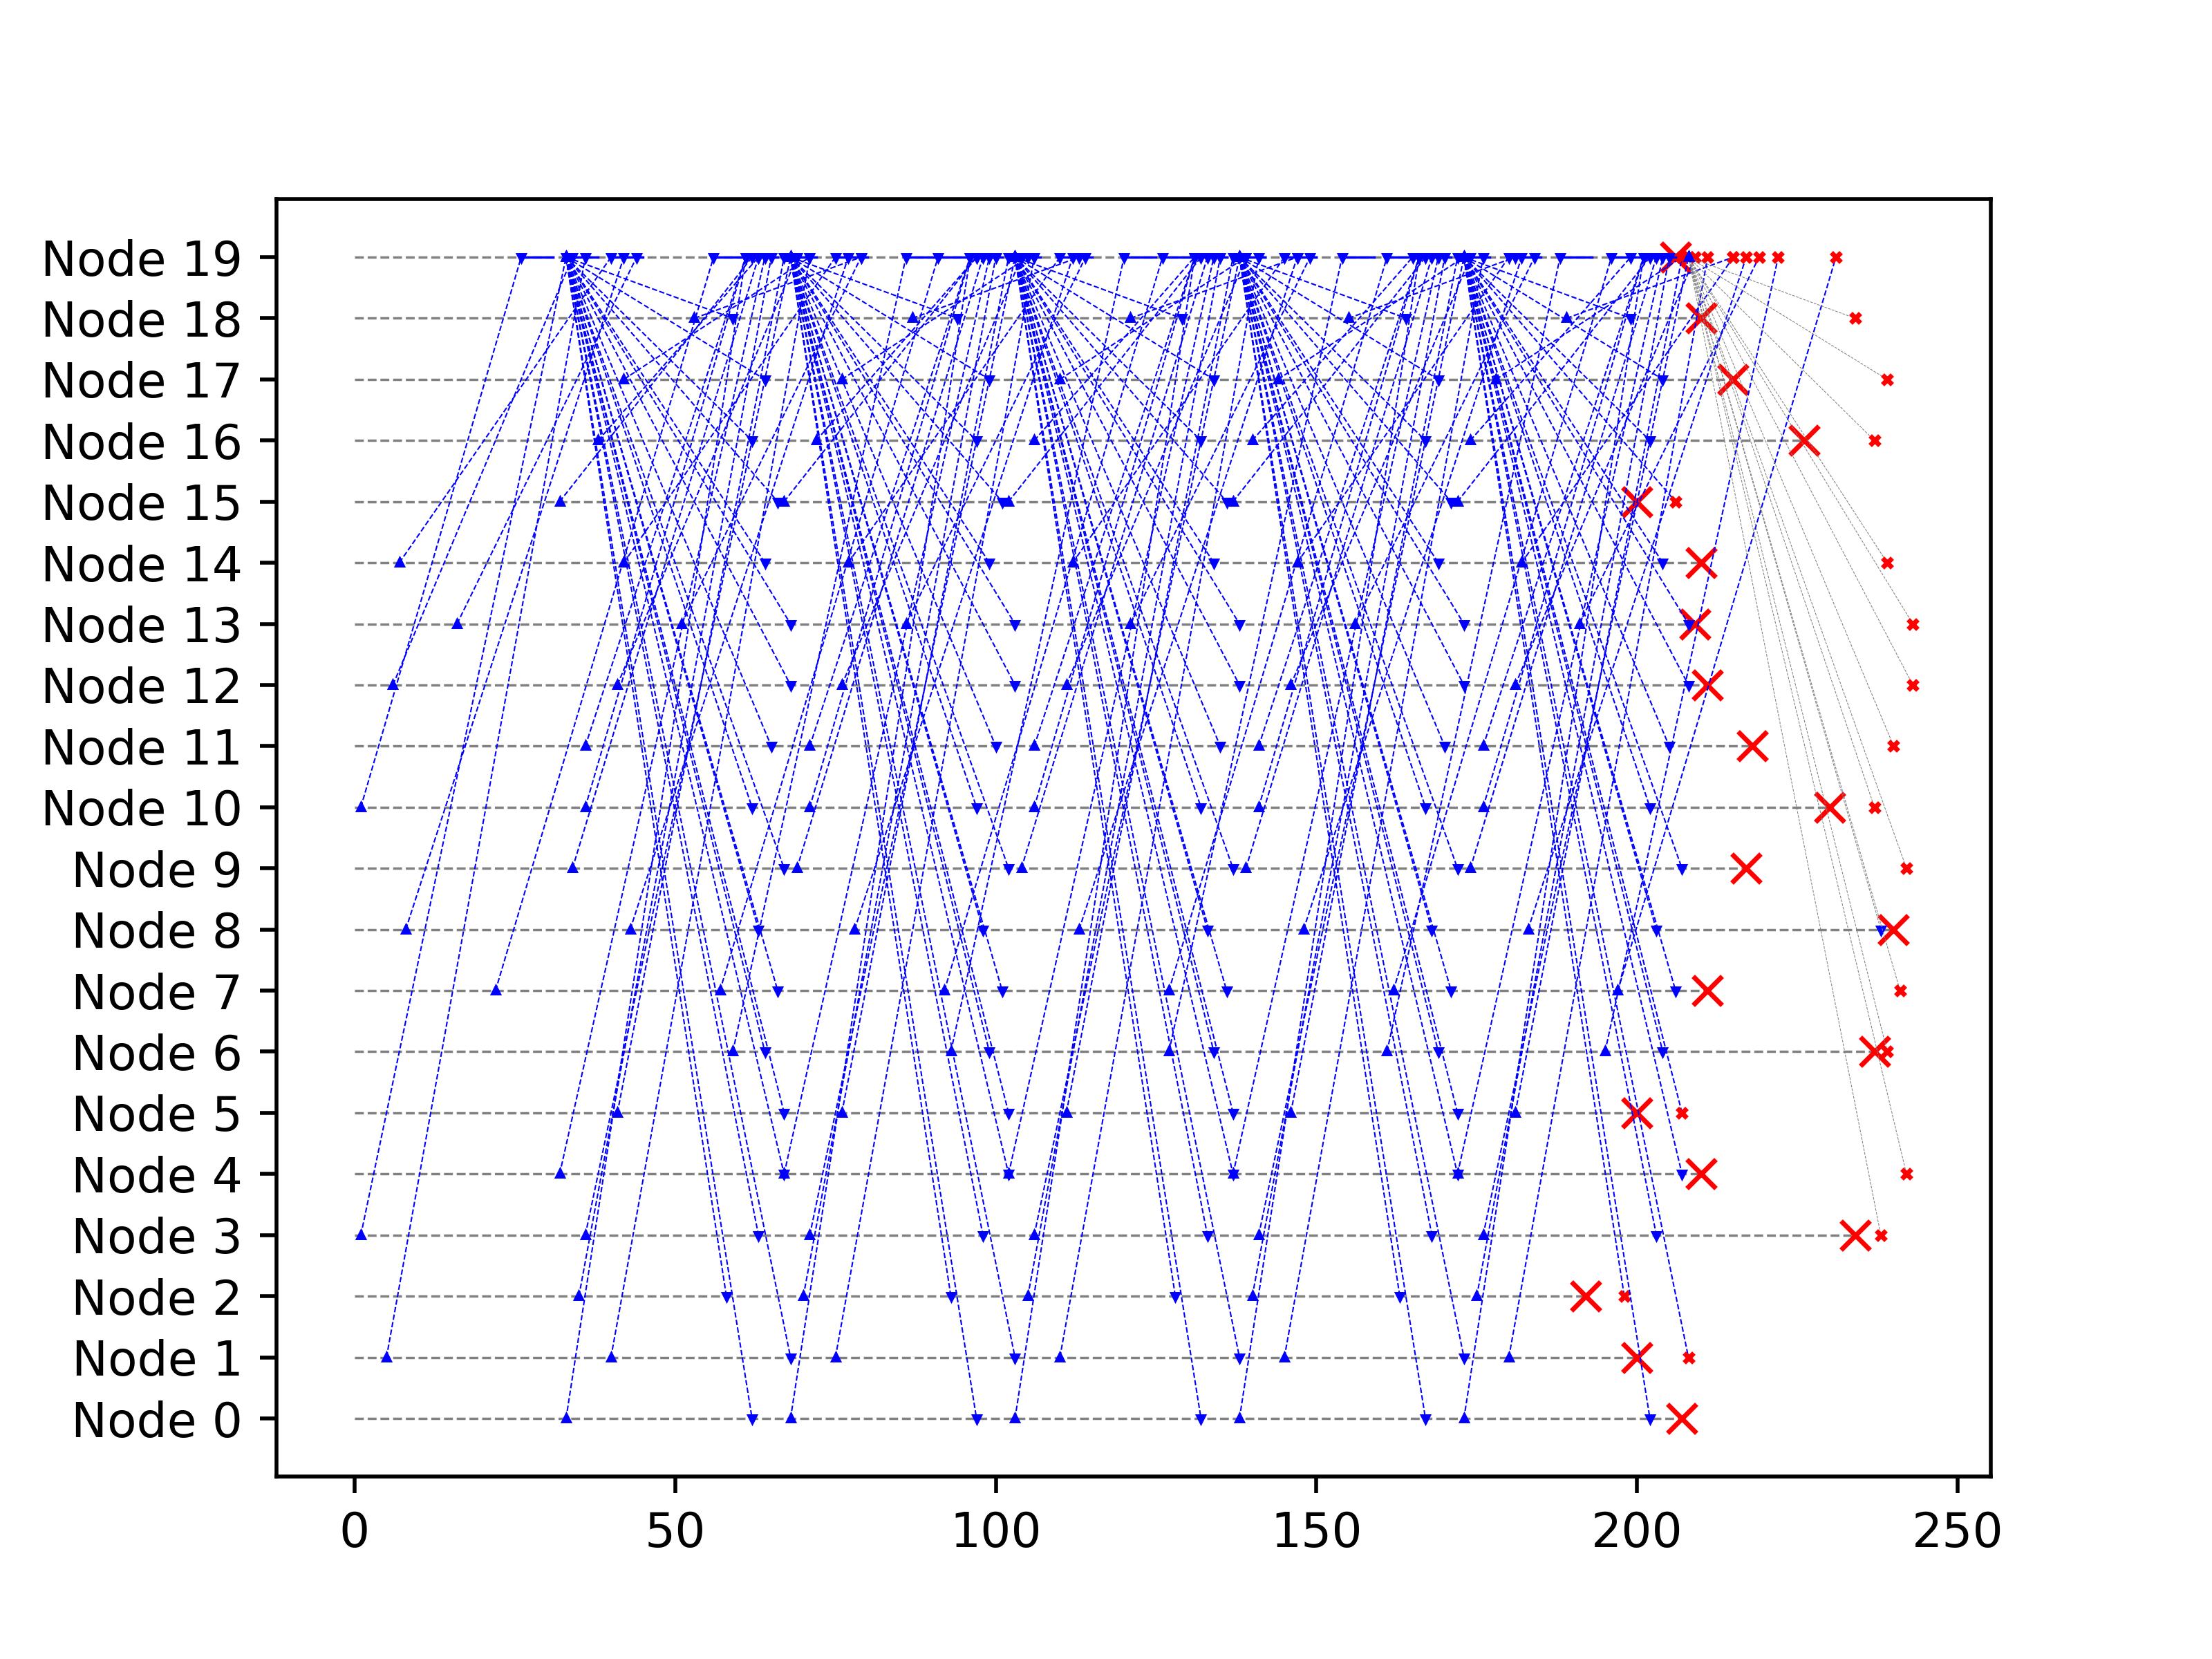 Node 19
Node 18
Node 17
Node 16
Node 15
Node 14
Node 13
Node 12
Node 11
Node 10
Node 9
Node 8
Node 7
Node 6
Node 5
Node 4
Node 3
Node 2
Node 1
Node 0
0 50 100 150 200 250